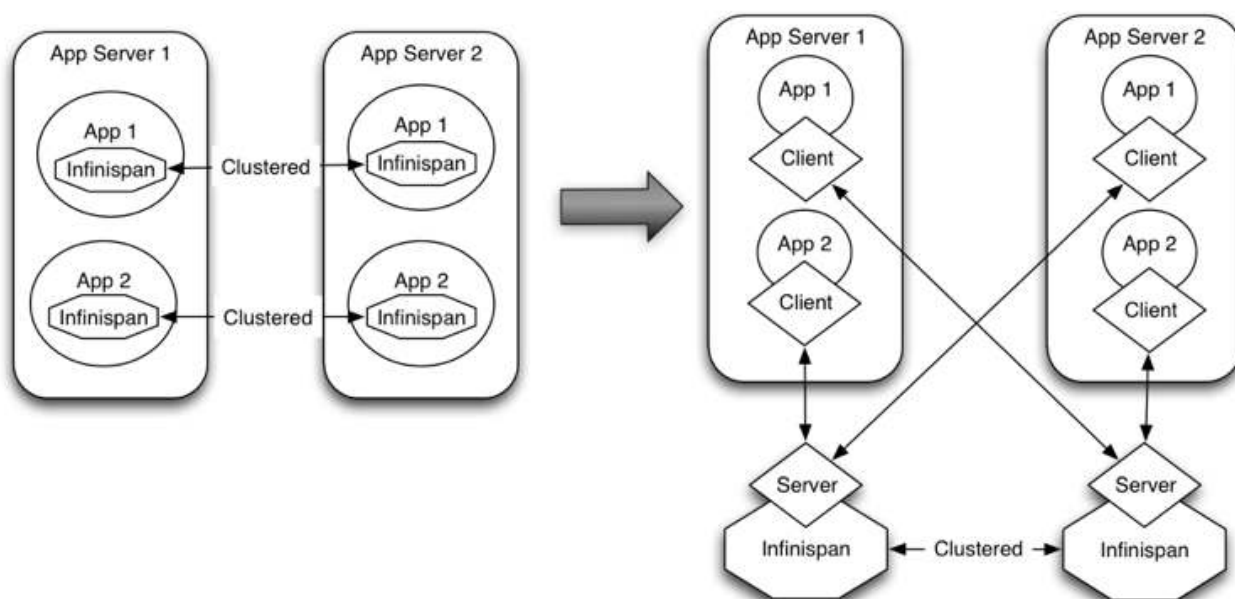 App Server 1
App Server 2
App 1
Infinispan
Clustered
App 1
Infinispan
App 2
Infinispan
Clustered
App 2
Infinispan
App Server 1
App Server 2
App 1
Client
App 1
Client
App 2
Client
App 2
Client
Server
Server
Infinispan
Clustered
Infinispan